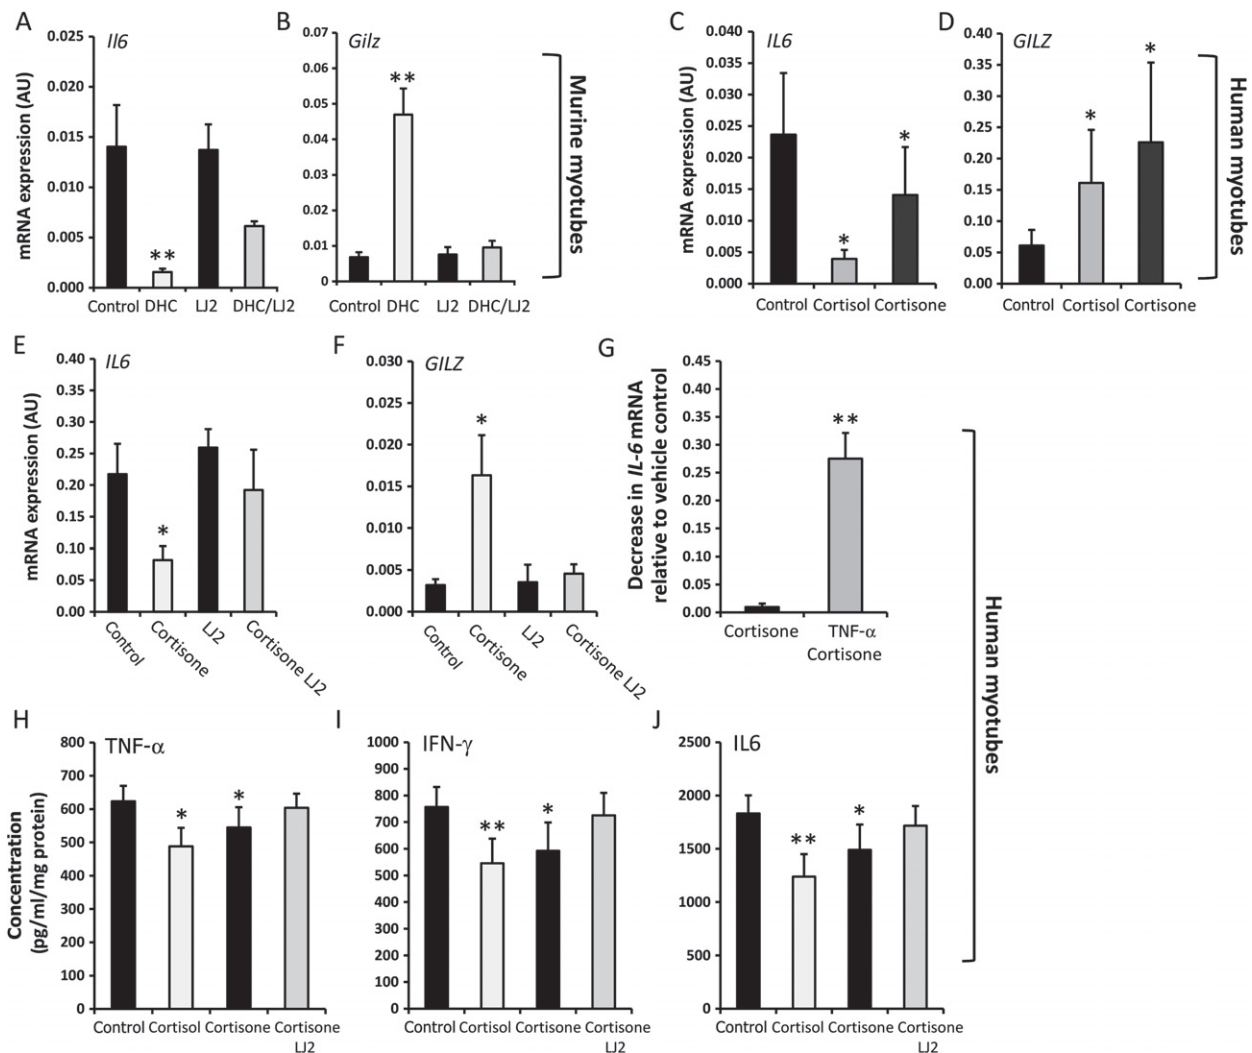 A
Il6
mRNA expression (AU)
0.025
0.020
0.015
0.010
0.005
0.000
**
Control DHC LJ2 DHC/LJ2
B
Gilz
0.07
0.06
0.05
0.04
0.03
0.02
0.01
0
**
Control DHC LJ2 DHC/LJ2
Murine myotubes
C
IL6
mRNA expression (AU)
0.040
0.035
0.030
0.025
0.020
0.015
0.010
0.005
0.000
*
*
Control Cortisol Cortisone
D
GILZ
0.40
0.35
0.30
0.25
0.20
0.15
0.10
0.05
0.00
*
*
Control Cortisol Cortisone
Human myotubes
E
IL6
mRNA expression (AU)
0.40
0.35
0.30
0.25
0.20
0.15
0.10
0.05
0.00
*
Control
Cortisone
LJ2
Cortisone LJ2
F
GILZ
0.030
0.025
0.020
0.015
0.010
0.005
0.000
*
Control
Cortisone
LJ2
Cortisone LJ2
G
Decrease in IL-6 mRNA
relative to vehicle control
0.45
0.40
0.35
0.30
0.25
0.20
0.15
0.10
0.05
0.00
**
Cortisone TNF-α
Cortisone
Human myotubes
H
TNF-α
Concentration
(pg/ml/mg protein)
800
700
600
500
400
300
200
100
0
*
*
Control Cortisol Cortisone Cortisone
LJ2
I
IFN-γ
1000
900
800
700
600
500
400
300
200
100
0
**
*
Control Cortisol Cortisone Cortisone
LJ2
J
IL6
2500
2000
1500
1000
500
0
**
*
Control Cortisol Cortisone Cortisone
LJ2